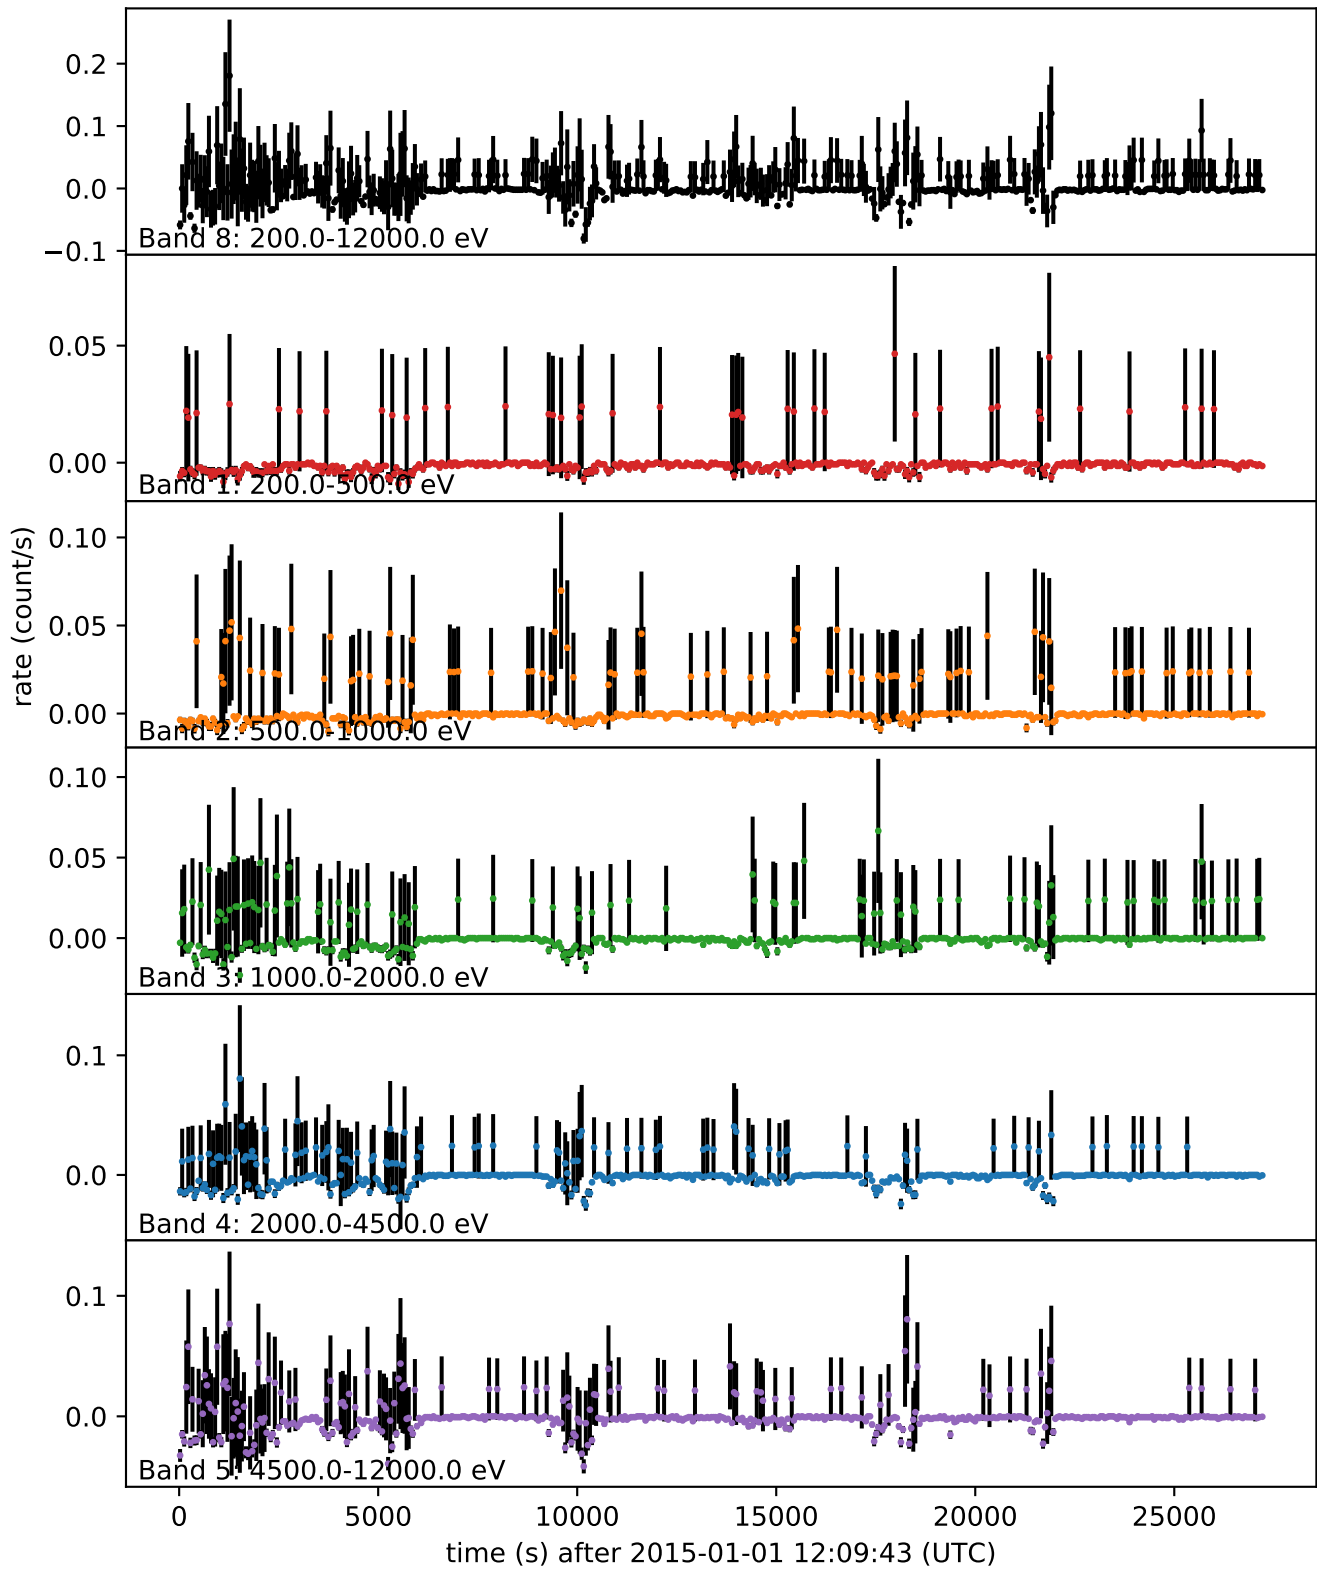 0.2
0.1
0.0
−0.1
Band 8: 200.0-12000.0 eV
0.05
0.00
Band 1: 200.0-500.0 eV
0.10
0.05
0.00
Band 2: 500.0-1000.0 eV
rate (count/s)
0.10
0.05
0.00
Band 3: 1000.0-2000.0 eV
0.1
0.0
Band 4: 2000.0-4500.0 eV
0.1
0.0
Band 5: 4500.0-12000.0 eV
0 5000 10000 15000 20000 25000
time (s) after 2015-01-01 12:09:43 (UTC)